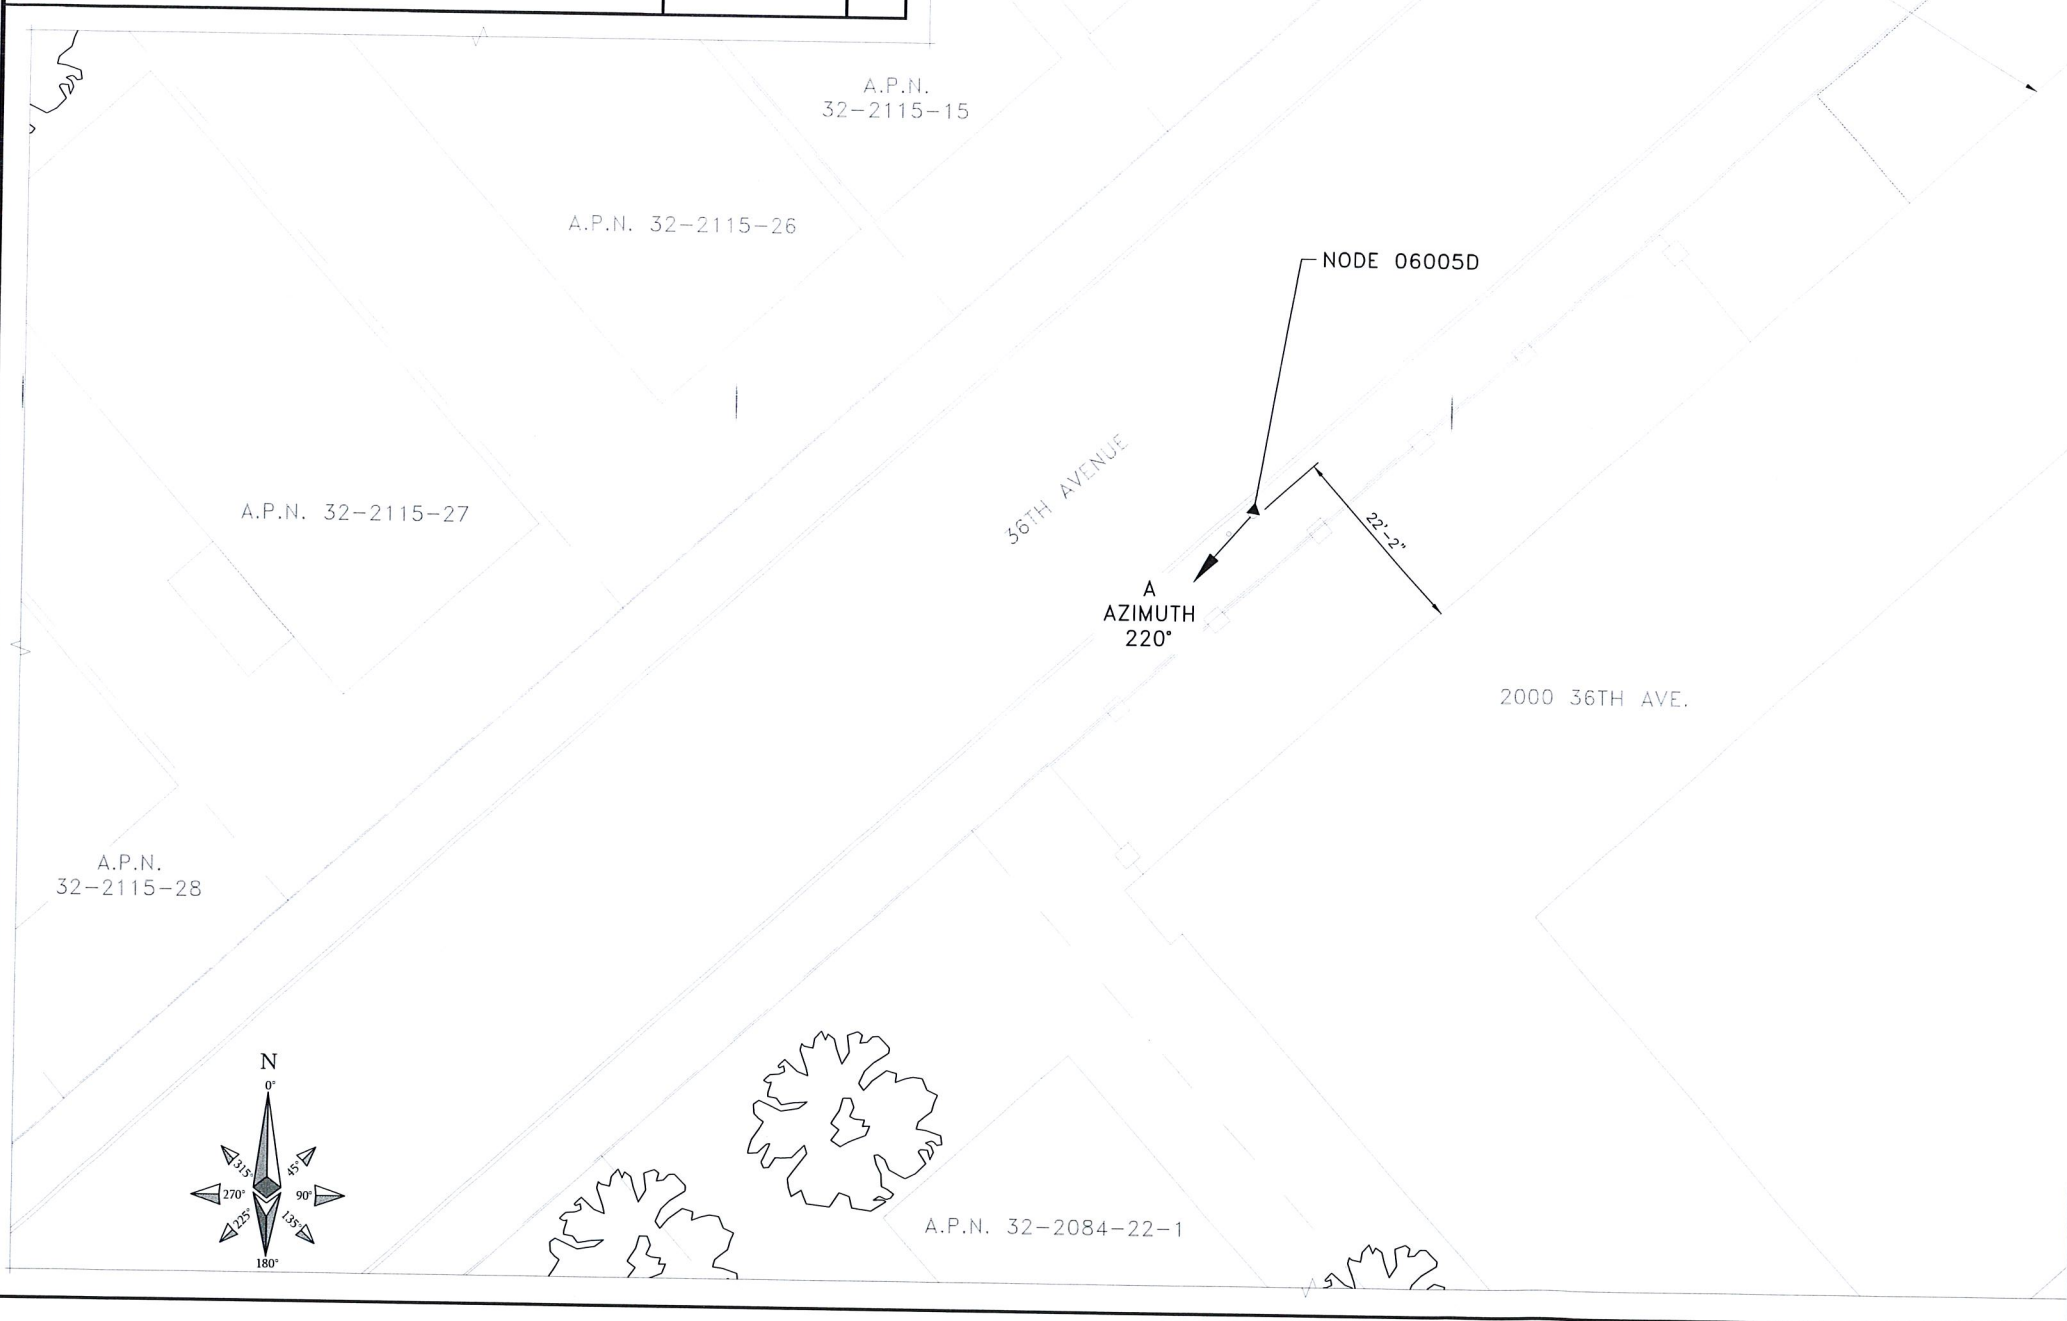 A.P.N.
32-2115-15
A.P.N. 32-2115-26
NODE 06005D
36TH AVENUE
A.P.N. 32-2115-27
22'-2"
A
AZIMUTH
220°
2000 36TH AVE.
A.P.N.
32-2115-28
N
0°
315°
45°
270°
90°
225°
135°
180°
A.P.N. 32-2084-22-1